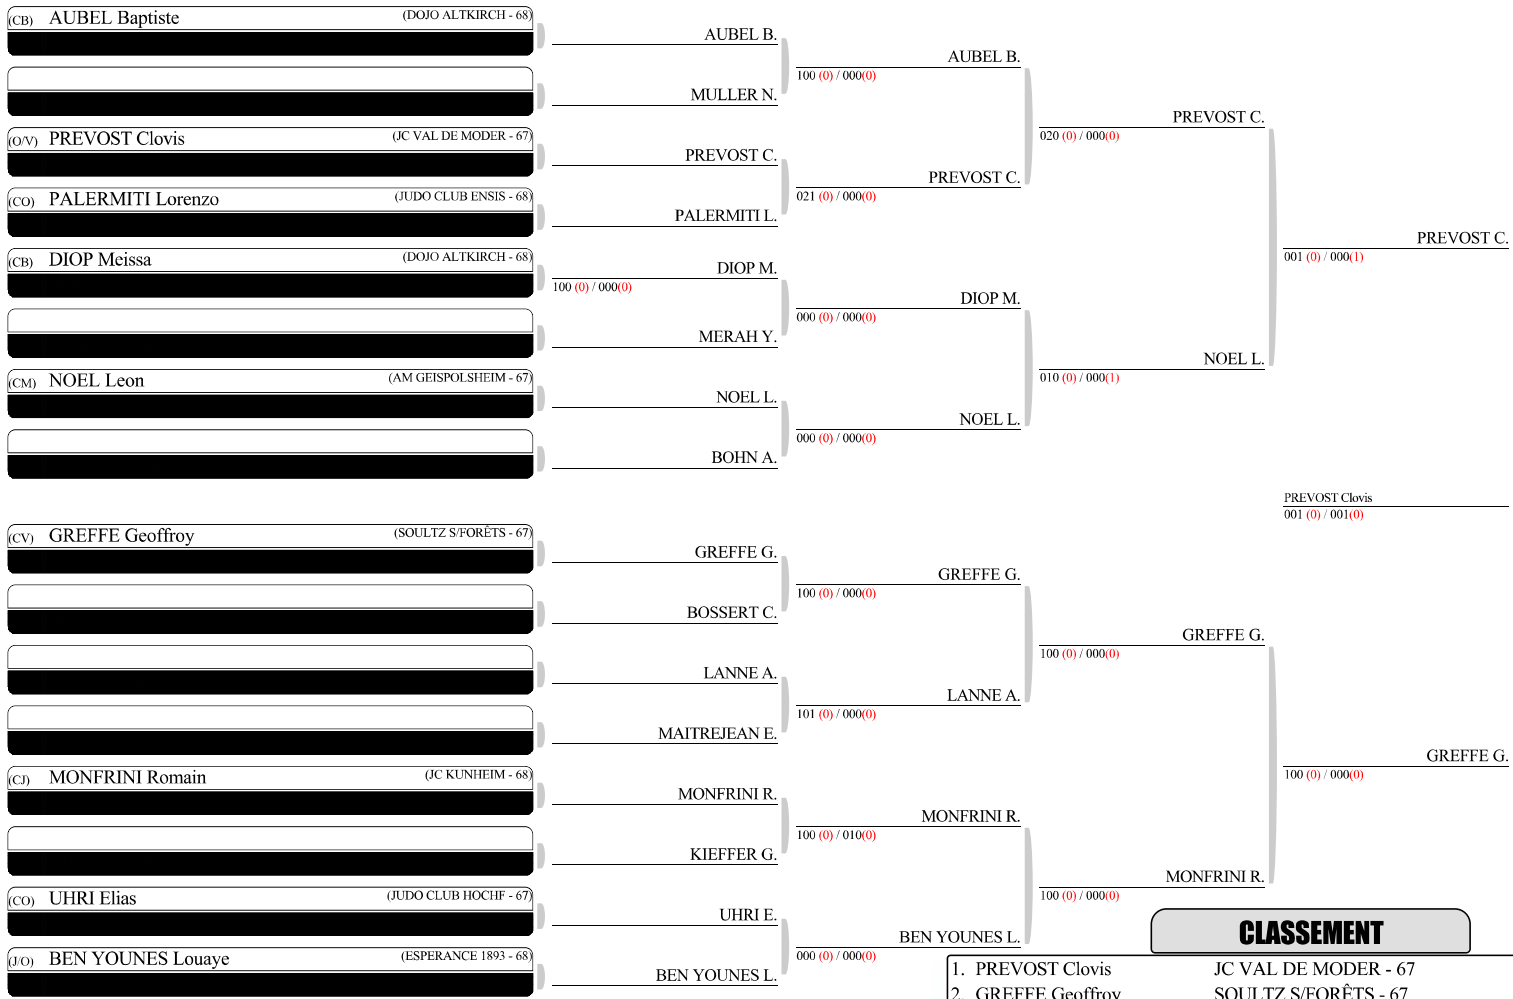 (CB) AUBEL Baptiste (DOJO ALTKIRCH - 68)
(O/V) PREVOST Clovis (JC VAL DE MODER - 67)
(CO) PALERMITI Lorenzo (JUDO CLUB ENSIS - 68)
(CB) DIOP Meissa (DOJO ALTKIRCH - 68)
(CM) NOEL Leon (AM GEISPOLSHEIM - 67)
(CV) GREFFE Geoffroy (SOULTZ S/FORÊTS - 67)
(CJ) MONFRINI Romain (JC KUNHEIM - 68)
(CO) UHRI Elias (JUDO CLUB HOCHF - 67)
(J/O) BEN YOUNES Louaye (ESPERANCE 1893 - 68)
AUBEL B.
MULLER N.
PREVOST C.
PALERMITI L.
DIOP M.
100 (0) / 000(0)
MERAH Y.
NOEL L.
BOHN A.
GREFFE G.
BOSSERT C.
LANNE A.
MAITREJEAN E.
MONFRINI R.
KIEFFER G.
UHRI E.
BEN YOUNES L.
AUBEL B.
100 (0) / 000(0)
PREVOST C.
021 (0) / 000(0)
DIOP M.
000 (0) / 000(0)
NOEL L.
000 (0) / 000(0)
GREFFE G.
100 (0) / 000(0)
LANNE A.
101 (0) / 000(0)
MONFRINI R.
100 (0) / 010(0)
BEN YOUNES L.
000 (0) / 000(0)
PREVOST C.
020 (0) / 000(0)
NOEL L.
010 (0) / 000(1)
GREFFE G.
100 (0) / 000(0)
MONFRINI R.
100 (0) / 000(0)
PREVOST C.
001 (0) / 000(1)
PREVOST Clovis
001 (0) / 001(0)
GREFFE G.
100 (0) / 000(0)
CLASSEMENT
1. PREVOST Clovis JC VAL DE MODER - 67
2. GREFFE Geoffroy SOULTZ S/FORÊTS - 67